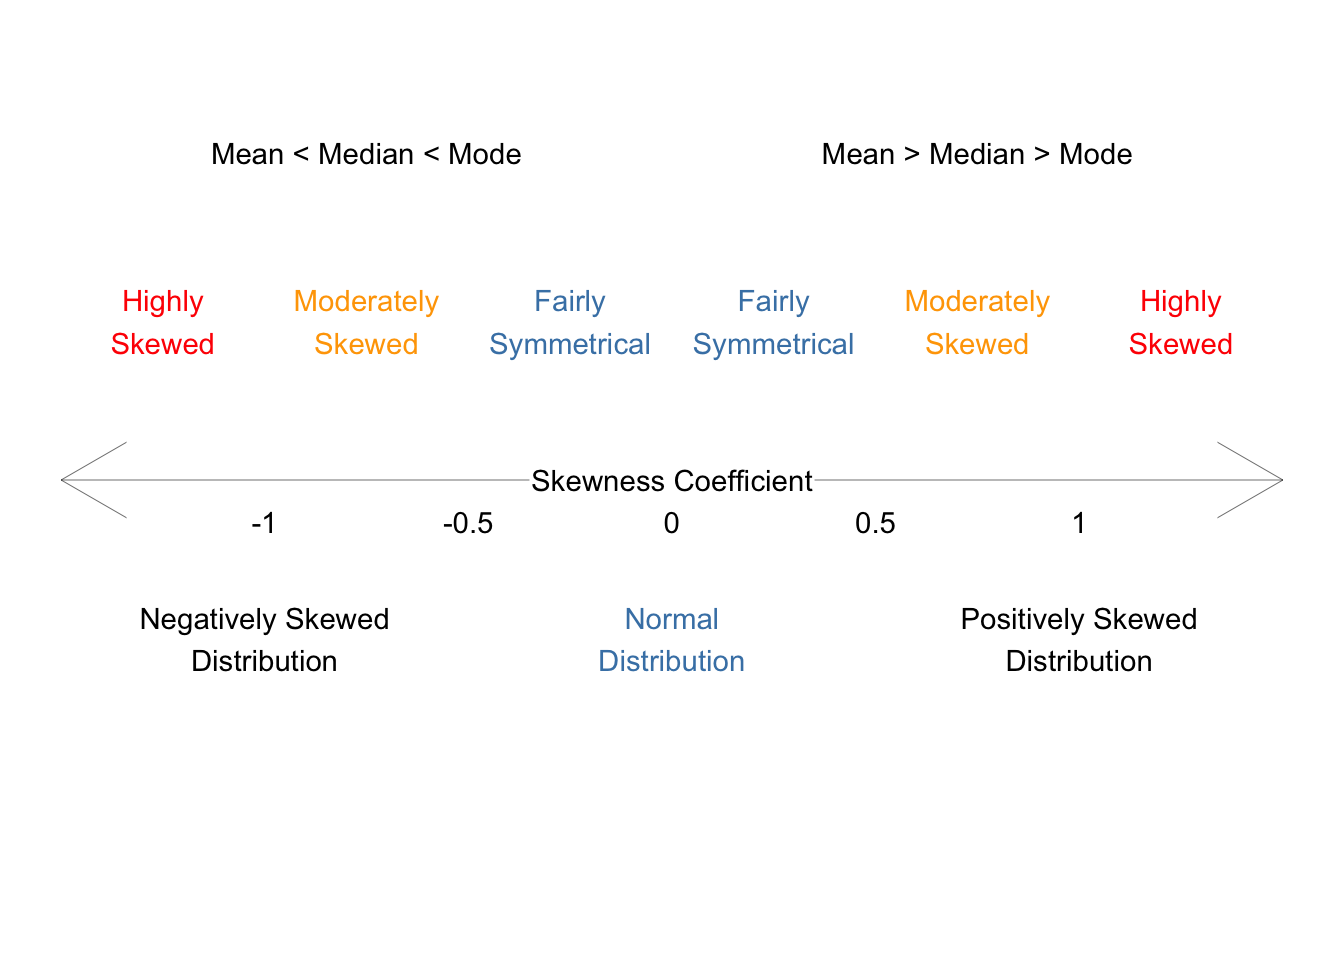 Mean < Median < Mode
Mean > Median > Mode
Highly
Skewed
Moderately
Skewed
Fairly
Symmetrical
Fairly
Symmetrical
Moderately
Skewed
Highly
Skewed
Skewness Coefficient
-1
-0.5
0
0.5
1
Negatively Skewed
Distribution
Normal
Distribution
Positively Skewed
Distribution